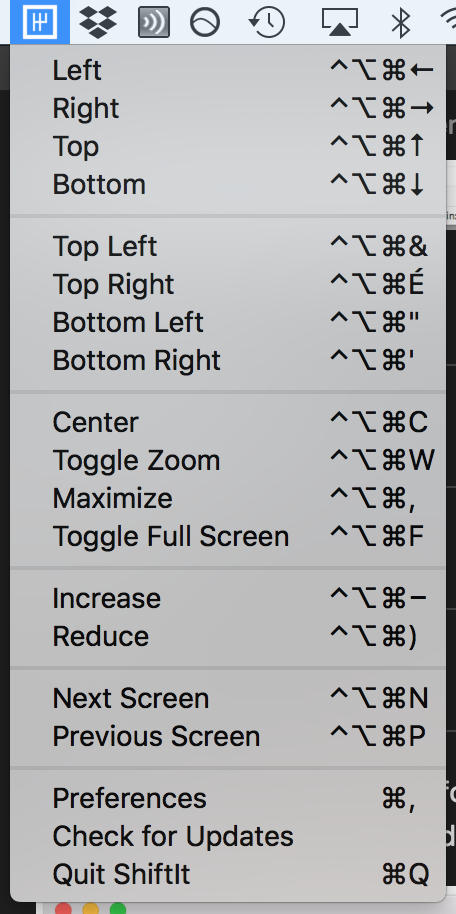 Left ⌃⌥⌘←
Right ⌃⌥⌘→
Top ⌃⌥⌘↑
Bottom ⌃⌥⌘↓
Top Left ⌃⌥⌘&
Top Right ⌃⌥⌘É
Bottom Left ⌃⌥⌘"
Bottom Right ⌃⌥⌘'
Center ⌃⌥⌘C
Toggle Zoom ⌃⌥⌘W
Maximize ⌃⌥⌘,
Toggle Full Screen ⌃⌥⌘F
Increase ⌃⌥⌘−
Reduce ⌃⌥⌘)
Next Screen ⌃⌥⌘N
Previous Screen ⌃⌥⌘P
Preferences ⌘,
Check for Updates
Quit ShiftIt ⌘Q